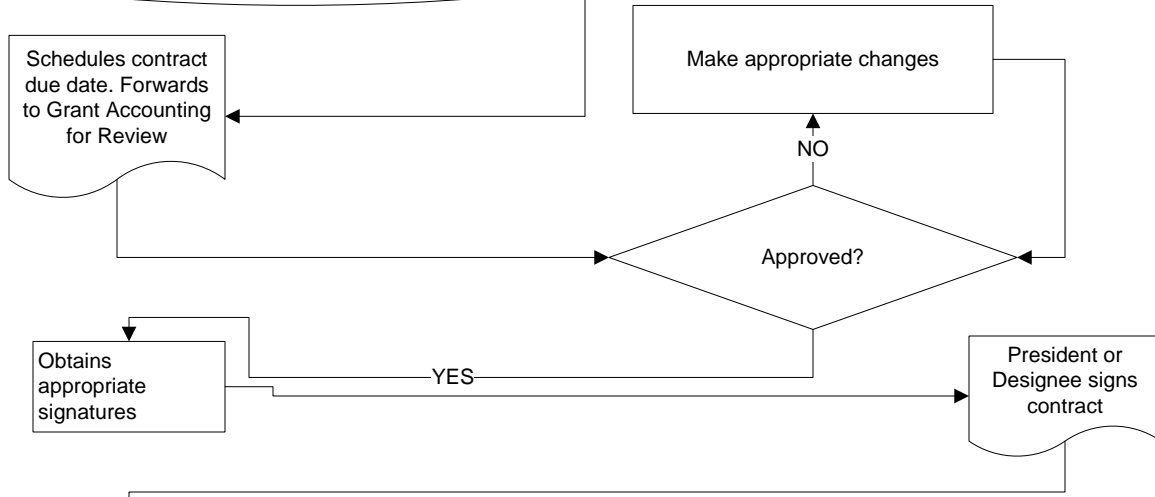 Schedules contract
due date. Forwards
to Grant Accounting
for Review
Make appropriate changes
NO
Approved?
YES
Obtains
appropriate
signatures
President or
Designee signs
contract